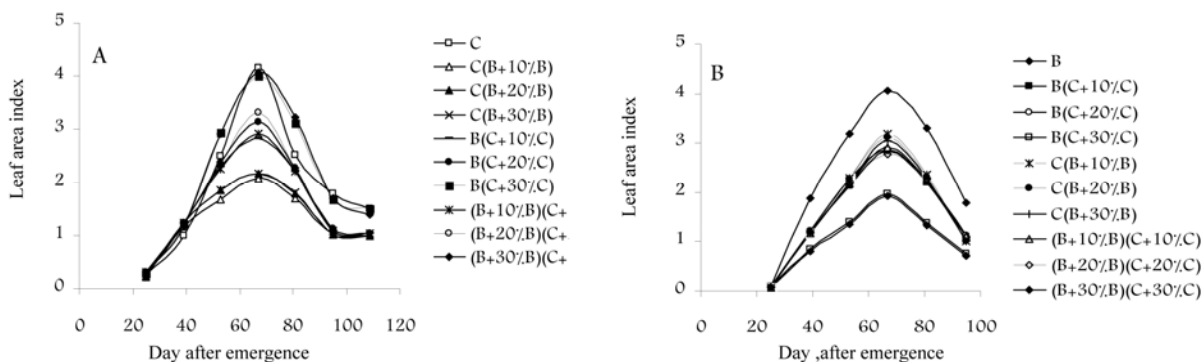 A
Leaf area index
5
4
3
2
1
0
0 20 40 60 80 100 120
Day after emergence
C
C(B+10٪B)
C(B+20٪B)
C(B+30٪B)
B(C+10٪C)
B(C+20٪C)
B(C+30٪C)
(B+10٪B)(C+
(B+20٪B)(C+
(B+30٪B)(C+
B
Leaf area index
5
4
3
2
1
0
0 20 40 60 80 100
Day ,after emergence
B
B(C+10٪C)
B(C+20٪C)
B(C+30٪C)
C(B+10٪B)
C(B+20٪B)
C(B+30٪B)
(B+10٪B)(C+10٪C)
(B+20٪B)(C+20٪C)
(B+30٪B)(C+30٪C)